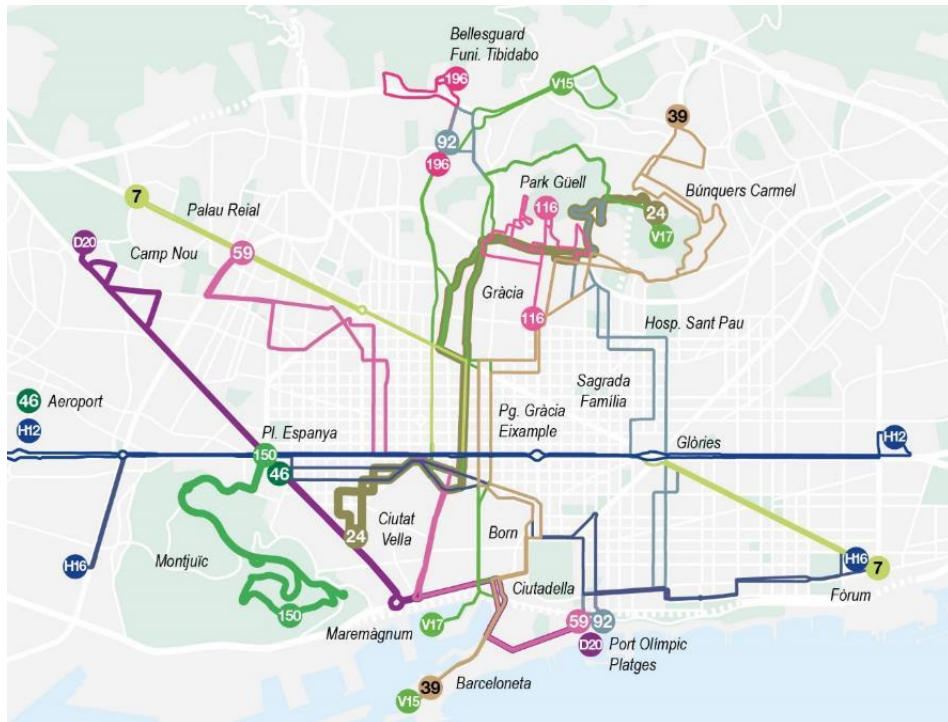 Bellesguard
Funi. Tibidabo
196
V15
92
39
196
Park Güell
Búnquers Carmel
7
Palau Reial
116
24
V17
D20
Camp Nou
59
Gràcia
116
Hosp. Sant Pau
Sagrada
Família
46 Aeroport
H12
Pl. Espanya
Pg. Gràcia
Eixample
Glòries
H12
150
46
24
Ciutat
Vella
Born
Montjuïc
H16
H16
7
Fòrum
Ciutadella
150
Maremàgnum
V17
59
92
D20
Port Olímpic
Platges
Barceloneta
39
V15